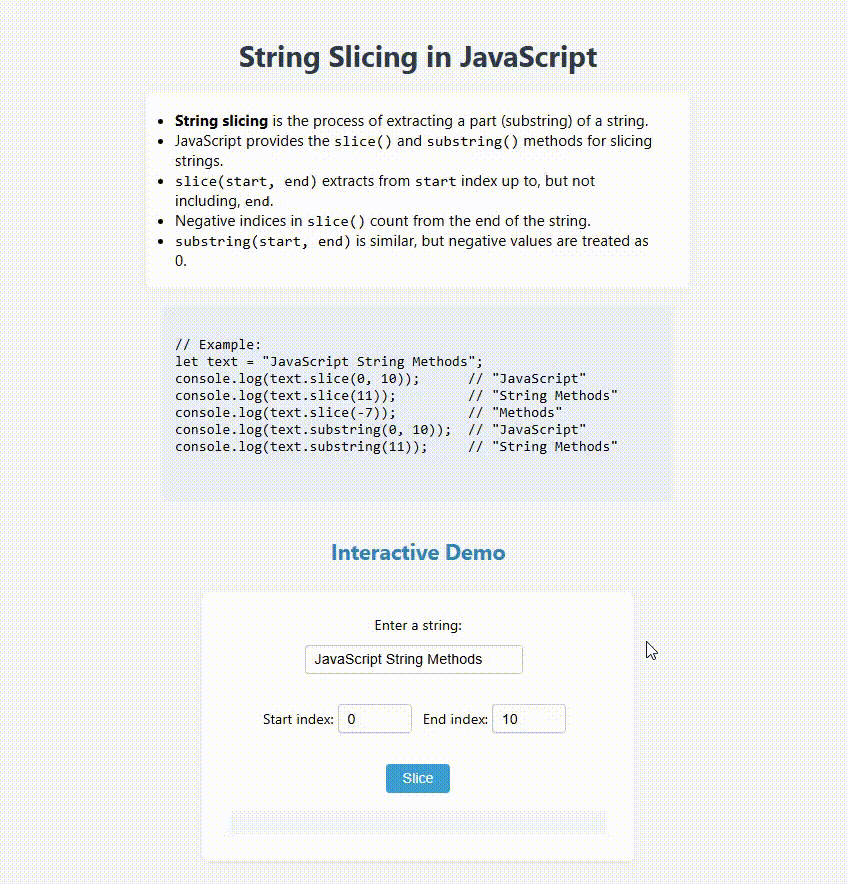 String Slicing in JavaScript
• String slicing is the process of extracting a part (substring) of a string.
• JavaScript provides the slice() and substring() methods for slicing
strings.
• slice(start, end) extracts from start index up to, but not
including, end.
• Negative indices in slice() count from the end of the string.
• substring(start, end) is similar, but negative values are treated as
0.
// Example:
let text = "JavaScript String Methods";
console.log(text.slice(0, 10));      // "JavaScript"
console.log(text.slice(11));         // "String Methods"
console.log(text.slice(-7));         // "Methods"
console.log(text.substring(0, 10));  // "JavaScript"
console.log(text.substring(11));     // "String Methods"
Interactive Demo
Enter a string:
JavaScript String Methods
Start index: 0 End index: 10
Slice